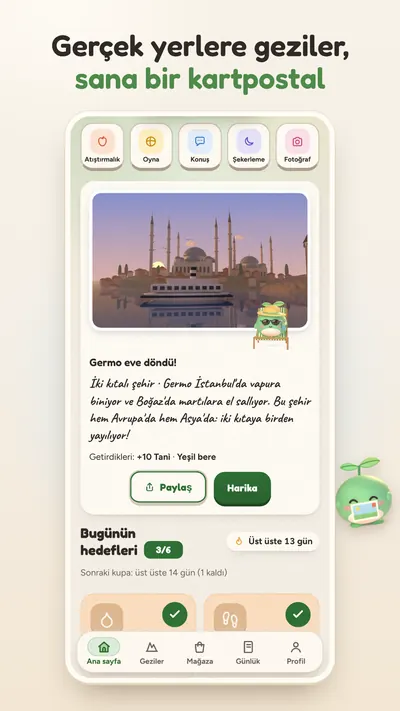 Gerçek yerlere geziler,
sana bir kartpostal
Atıştırmalık
Oyna
Konuş
Şekerleme
Fotoğraf
Germo eve döndü!
İki kıtalı şehir · Germo İstanbul'da vapura
biniyor ve Boğaz'da martılara el sallıyor. Bu şehir
hem Avrupa'da hem Asya'da: iki kıtaya birden
yayılıyor!
Getirdikleri: +10 Tani · Yeşil bere
Paylaş
Harika
Bugünün
hedefleri
3/6
Üst üste 13 gün
Sonraki kupa: üst üste 14 gün (1 kaldı)
Ana sayfa
Geziler
Mağaza
Günlük
Profil